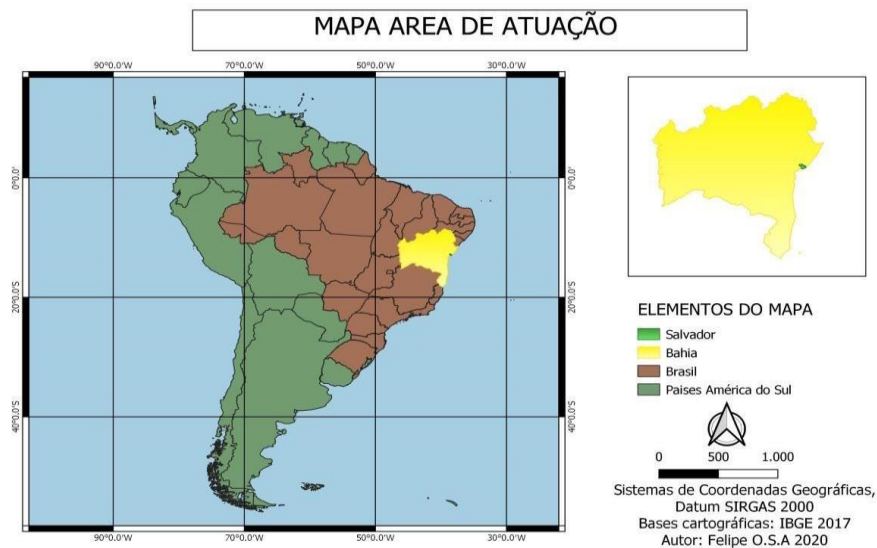 MAPA AREA DE ATUAÇÃO
90°0.0'
70°0.0'
50°0.0'
30°0.0'
0°0.0'
0°0.0'
20°0.0'S
20°0.0'S
40°0.0'S
40°0.0'S
90°0.0'
70°0.0'
50°0.0'
30°0.0'
ELEMENTOS DO MAPA
Salvador
Bahia
Brasil
Paises América do Sul
0 500 1.000
Sistemas de Coordenadas Geográficas,
Datum SIRGAS 2000
Bases cartográficas: IBGE 2017
Autor: Felipe O.S.A 2020